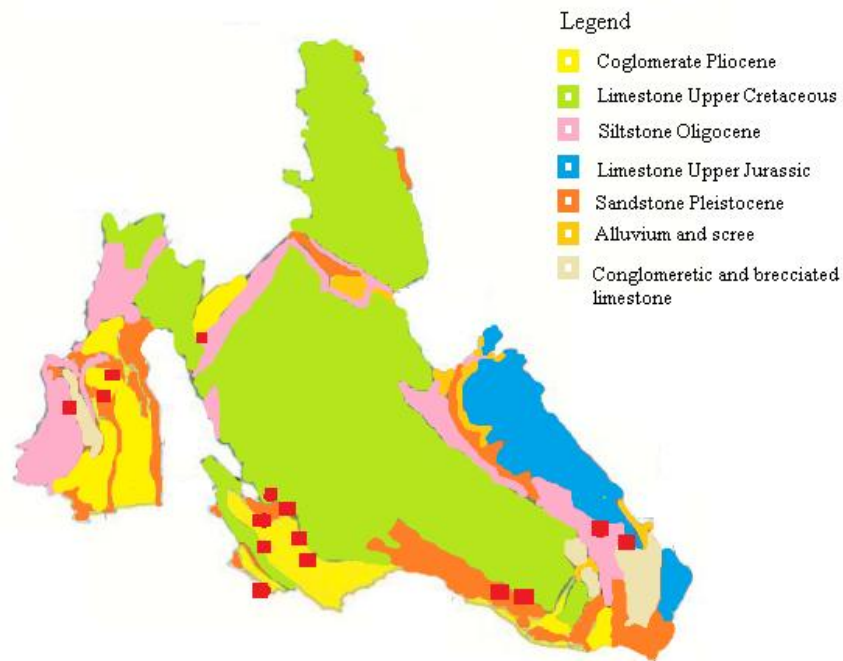 Legend
Coglomerate Pliocene
Limestone Upper Cretaceous
Siltstone Oligocene
Limestone Upper Jurassic
Sandstone Pleistocene
Alluvium and scree
Conglomeretic and brecciated
limestone